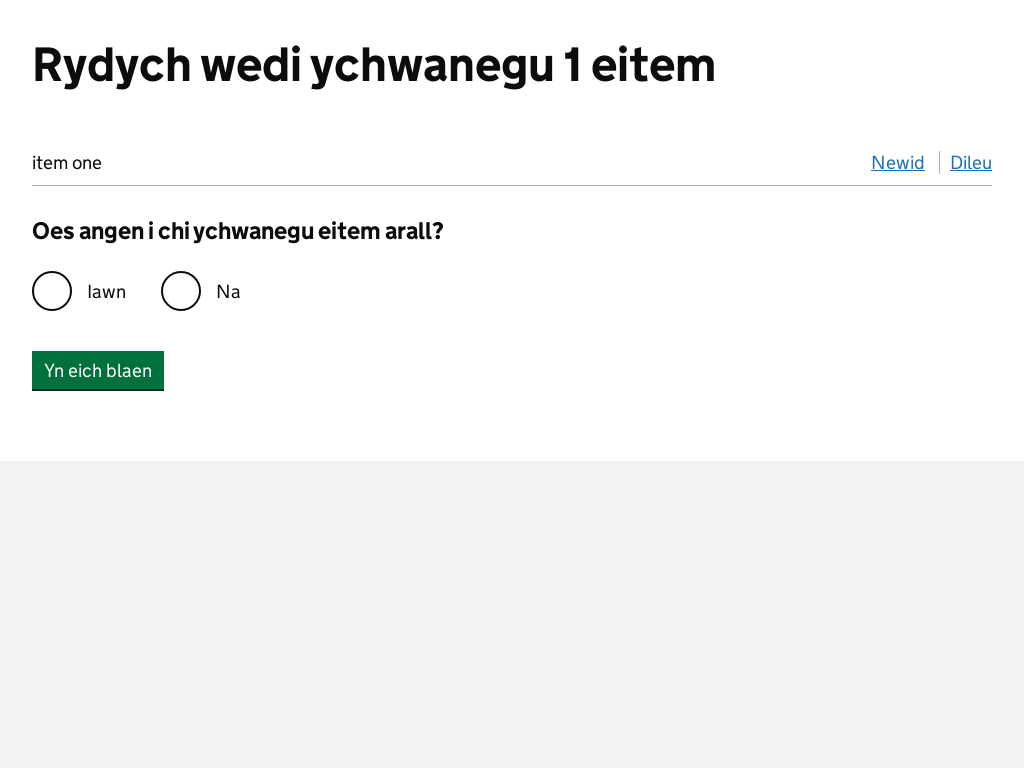 Rydych wedi ychwanegu 1 eitem
item one
Newid
Dileu
Oes angen i chi ychwanegu eitem arall?
Iawn
Na
Yn eich blaen